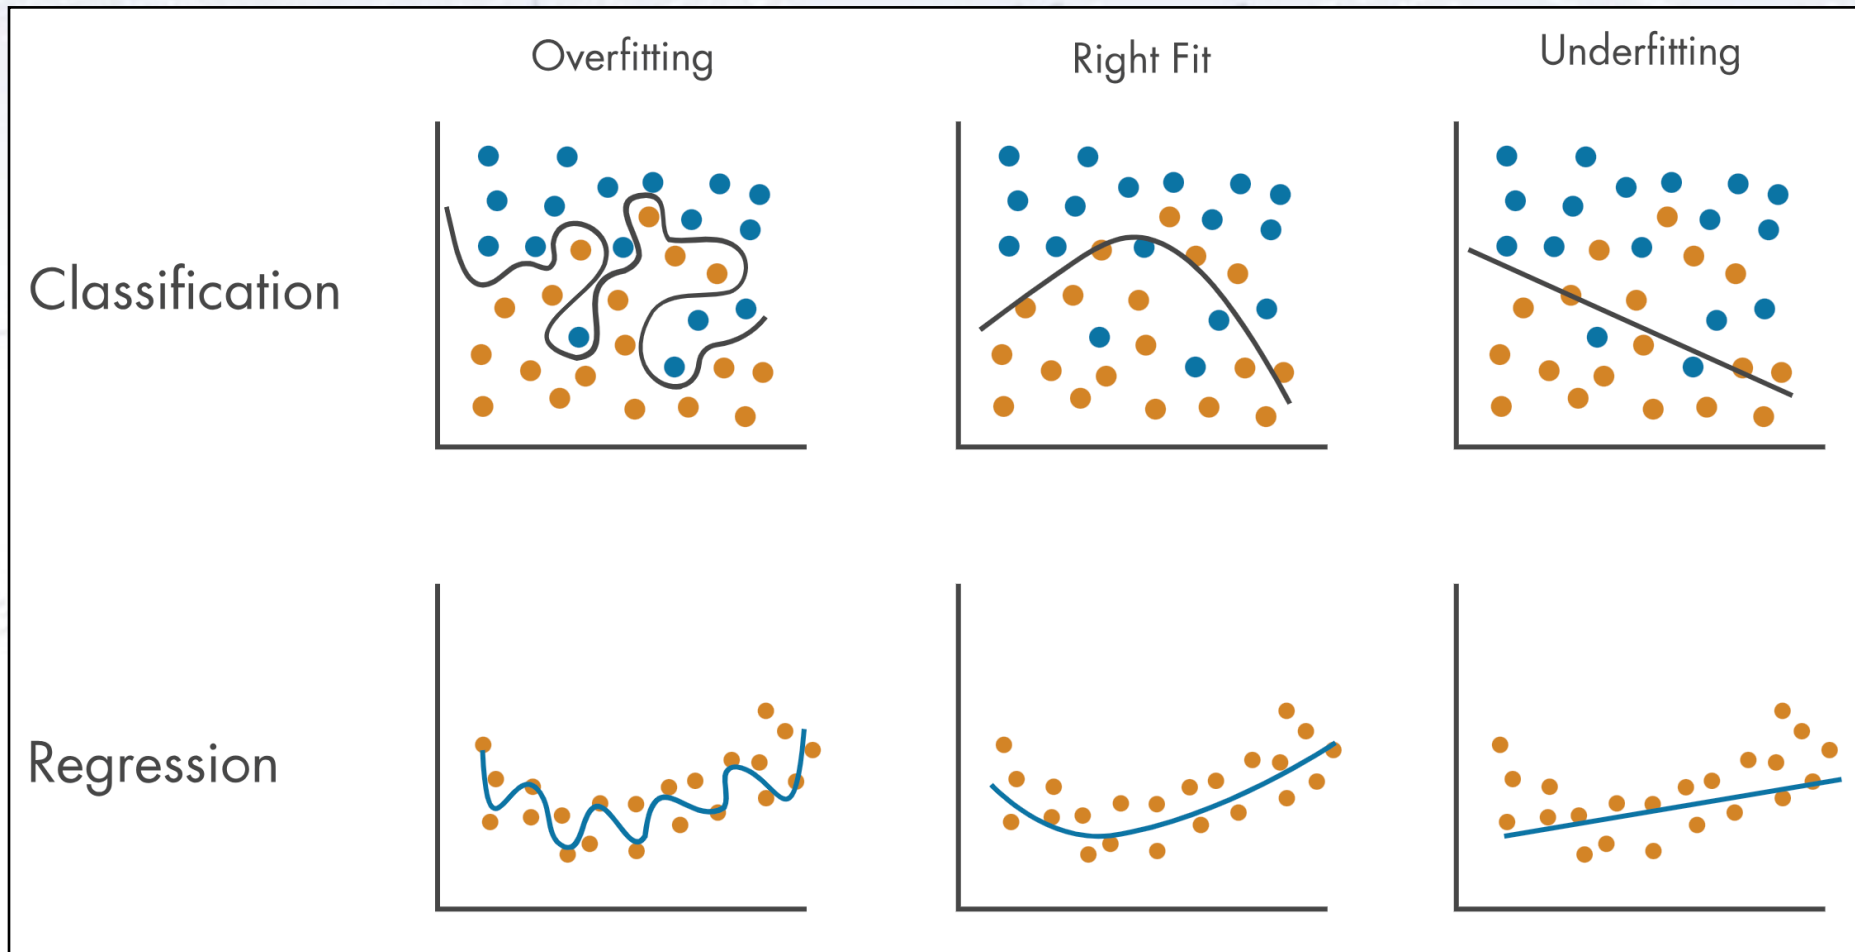 Overfitting
Right Fit
Underfitting
Classification
Regression